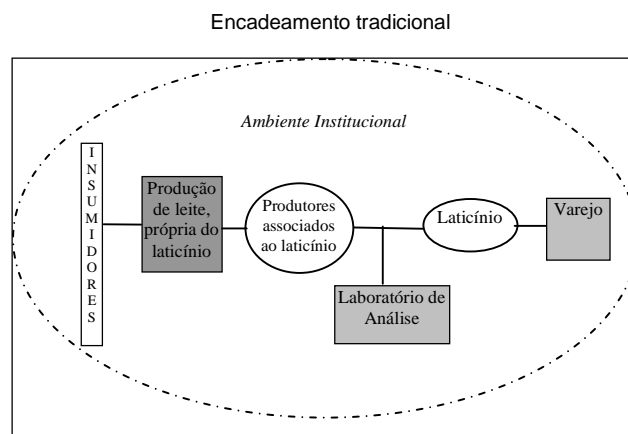 Encadeamento tradicional
Ambiente Institucional
INSUMIDORES
Produção
de leite,
própria do
laticínio
Produtores
associados
ao laticínio
Laticínio
Varejo
Laboratório de
Análise